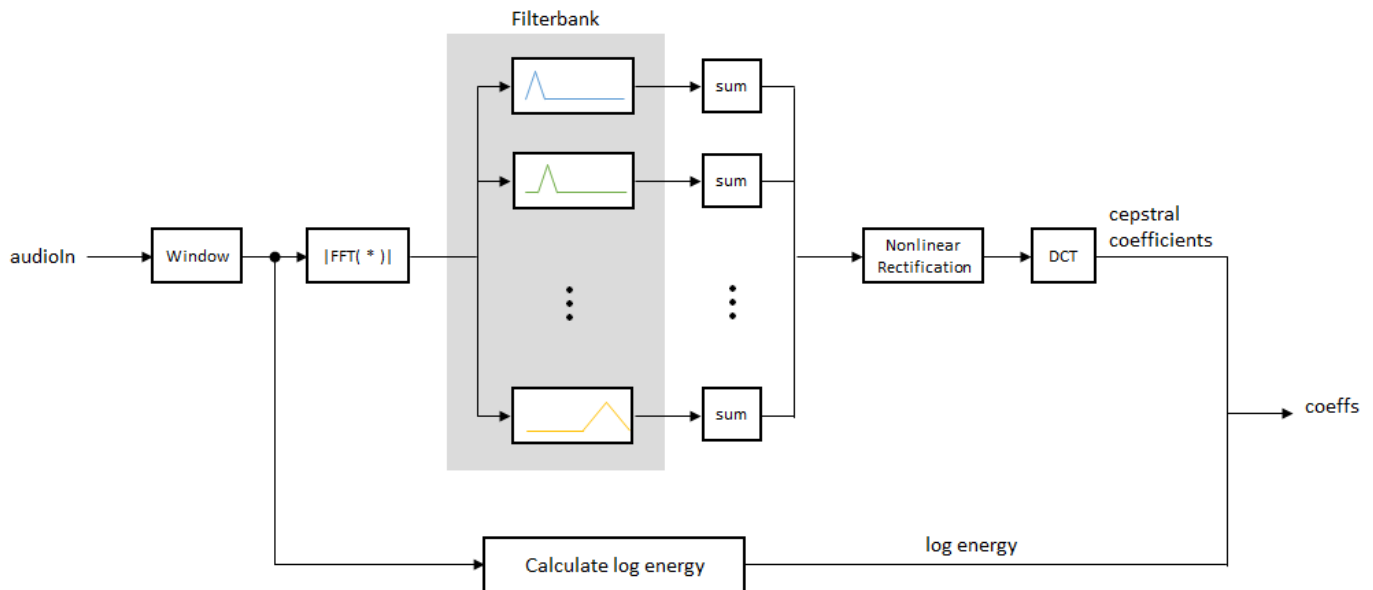 Filterbank
sum
sum
audioIn
Window
|FFT( * )|
Nonlinear
Rectification
DCT
cepstral
coefficients
sum
coeffs
Calculate log energy
log energy